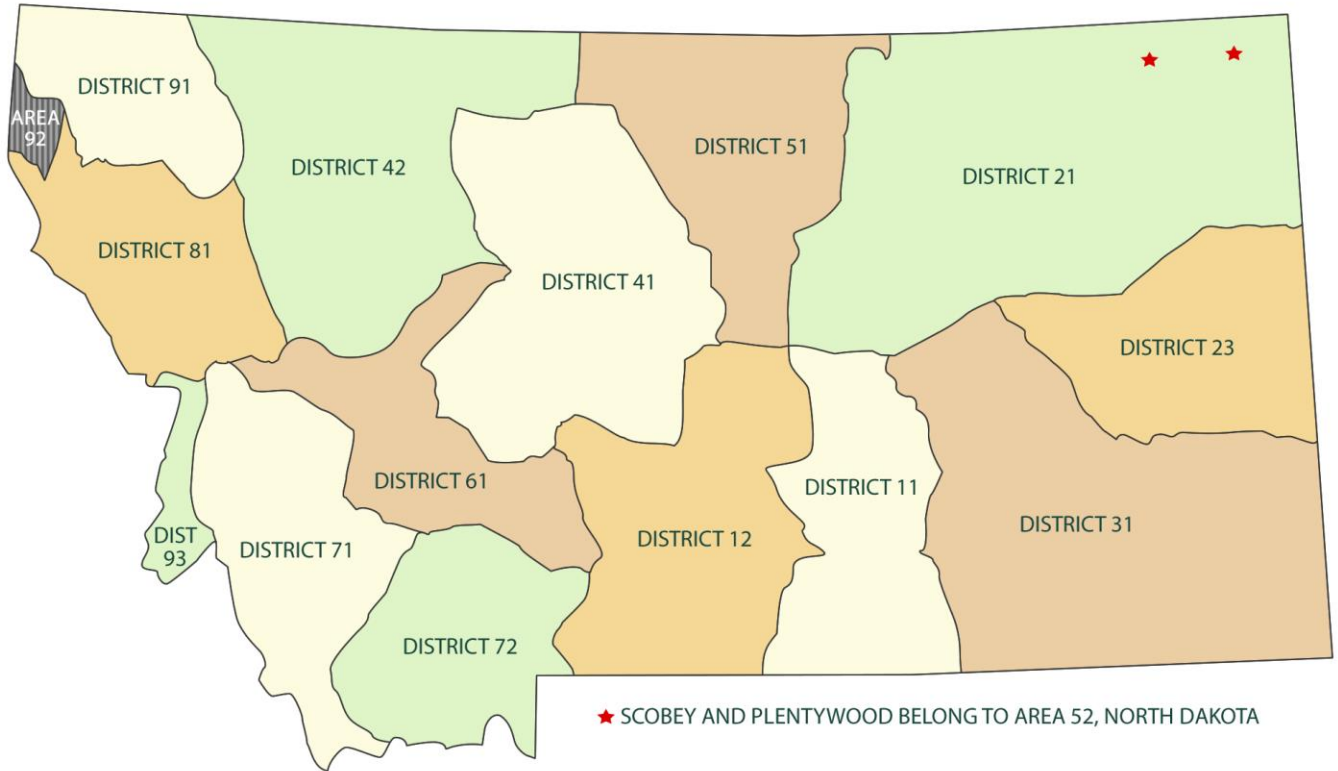 DISTRICT 91
AREA
92
DISTRICT 42
DISTRICT 51
DISTRICT 21
DISTRICT 81
DISTRICT 41
DISTRICT 23
DISTRICT 61
DISTRICT 11
DIST
93
DISTRICT 71
DISTRICT 12
DISTRICT 31
DISTRICT 72
SCOBEY AND PLENTYWOOD BELONG TO AREA 52, NORTH DAKOTA